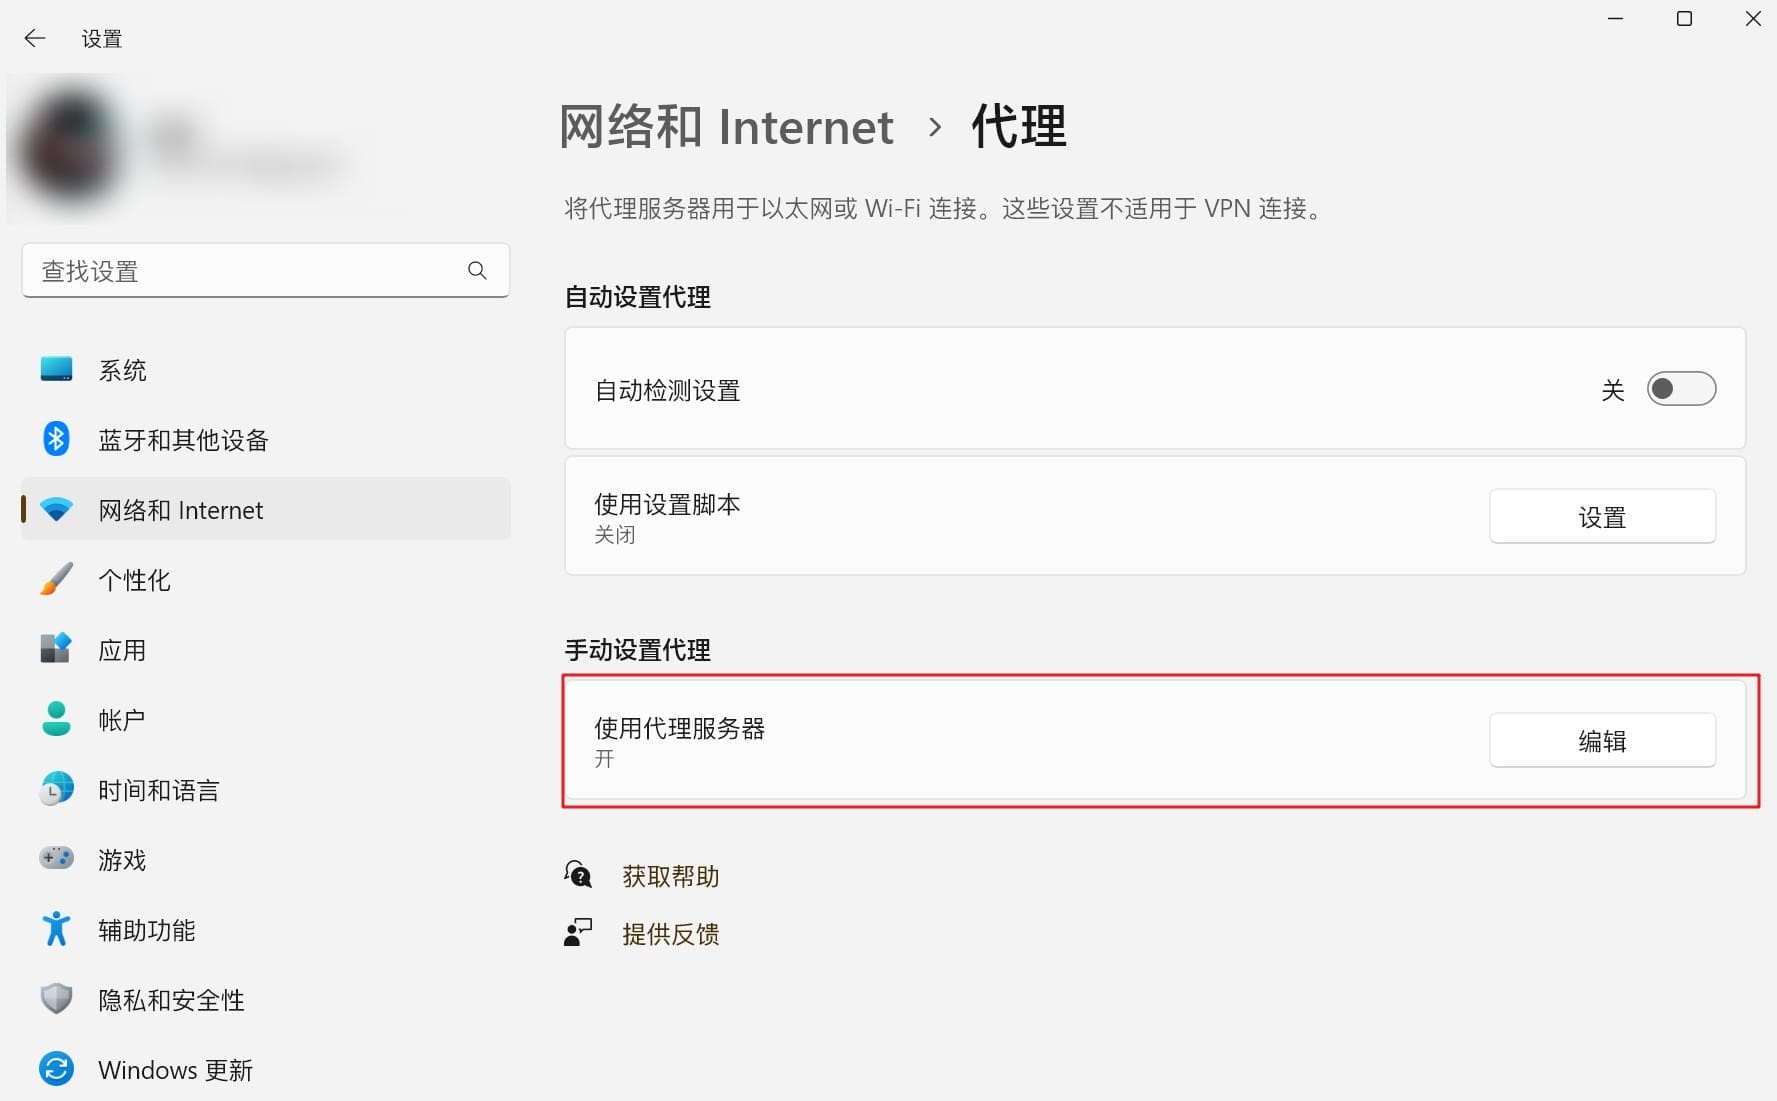 设置
查找设置
系统
蓝牙和其他设备
网络和 Internet
个性化
应用
帐户
时间和语言
游戏
辅助功能
隐私和安全性
Windows 更新
网络和 Internet › 代理
将代理服务器用于以太网或 Wi-Fi 连接。这些设置不适用于 VPN 连接。
自动设置代理
自动检测设置
关
使用设置脚本
关闭
设置
手动设置代理
使用代理服务器
开
编辑
获取帮助
提供反馈